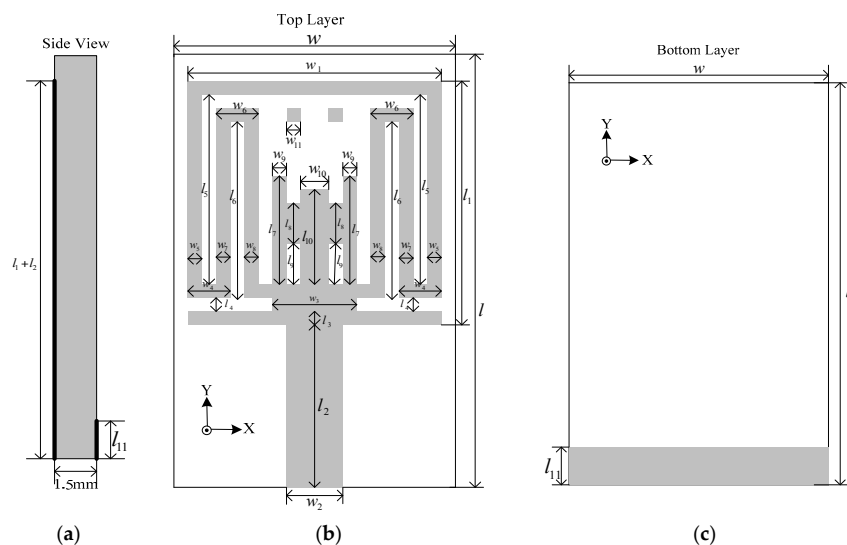 Side View
l1 + l2
l11
1.5mm
(a)
Top Layer
w
w1
w6 w6
w11
w9 w10 w9
l5 l6 l7 l8 l10 l8 l7 l6 l5 l1
w5 w7 w8 l9 l9 w8 w7 w5
w4 w4
l4 w3 l4
l3
l
l2
Y
X
w2
(b)
Bottom Layer
w
Y
X
l11
(c)